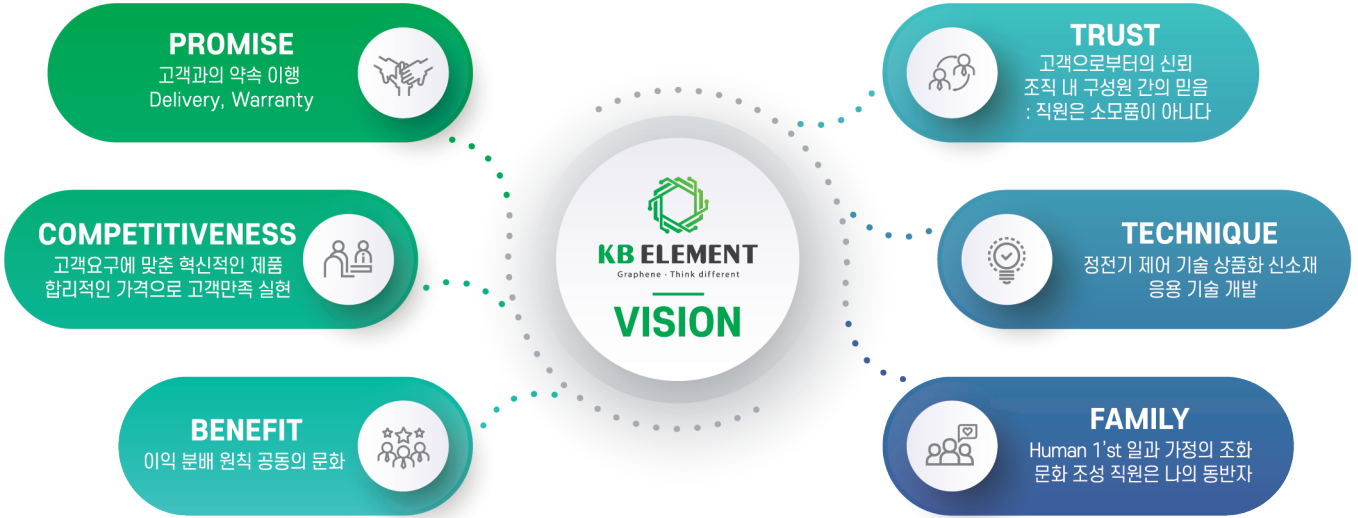 PROMISE
고객과의 약속 이행
Delivery, Warranty
COMPETITIVENESS
고객요구에 맞춘 혁신적인 제품
합리적인 가격으로 고객만족 실현
BENEFIT
이익 분배 원칙 공동의 문화
KB ELEMENT
Graphene · Think different
VISION
TRUST
고객으로부터의 신뢰
조직 내 구성원 간의 믿음
: 직원은 소모품이 아니다
TECHNIQUE
정전기 제어 기술 상품화 신소재
응용 기술 개발
FAMILY
Human 1'st 일과 가정의 조화
문화 조성 직원은 나의 동반자